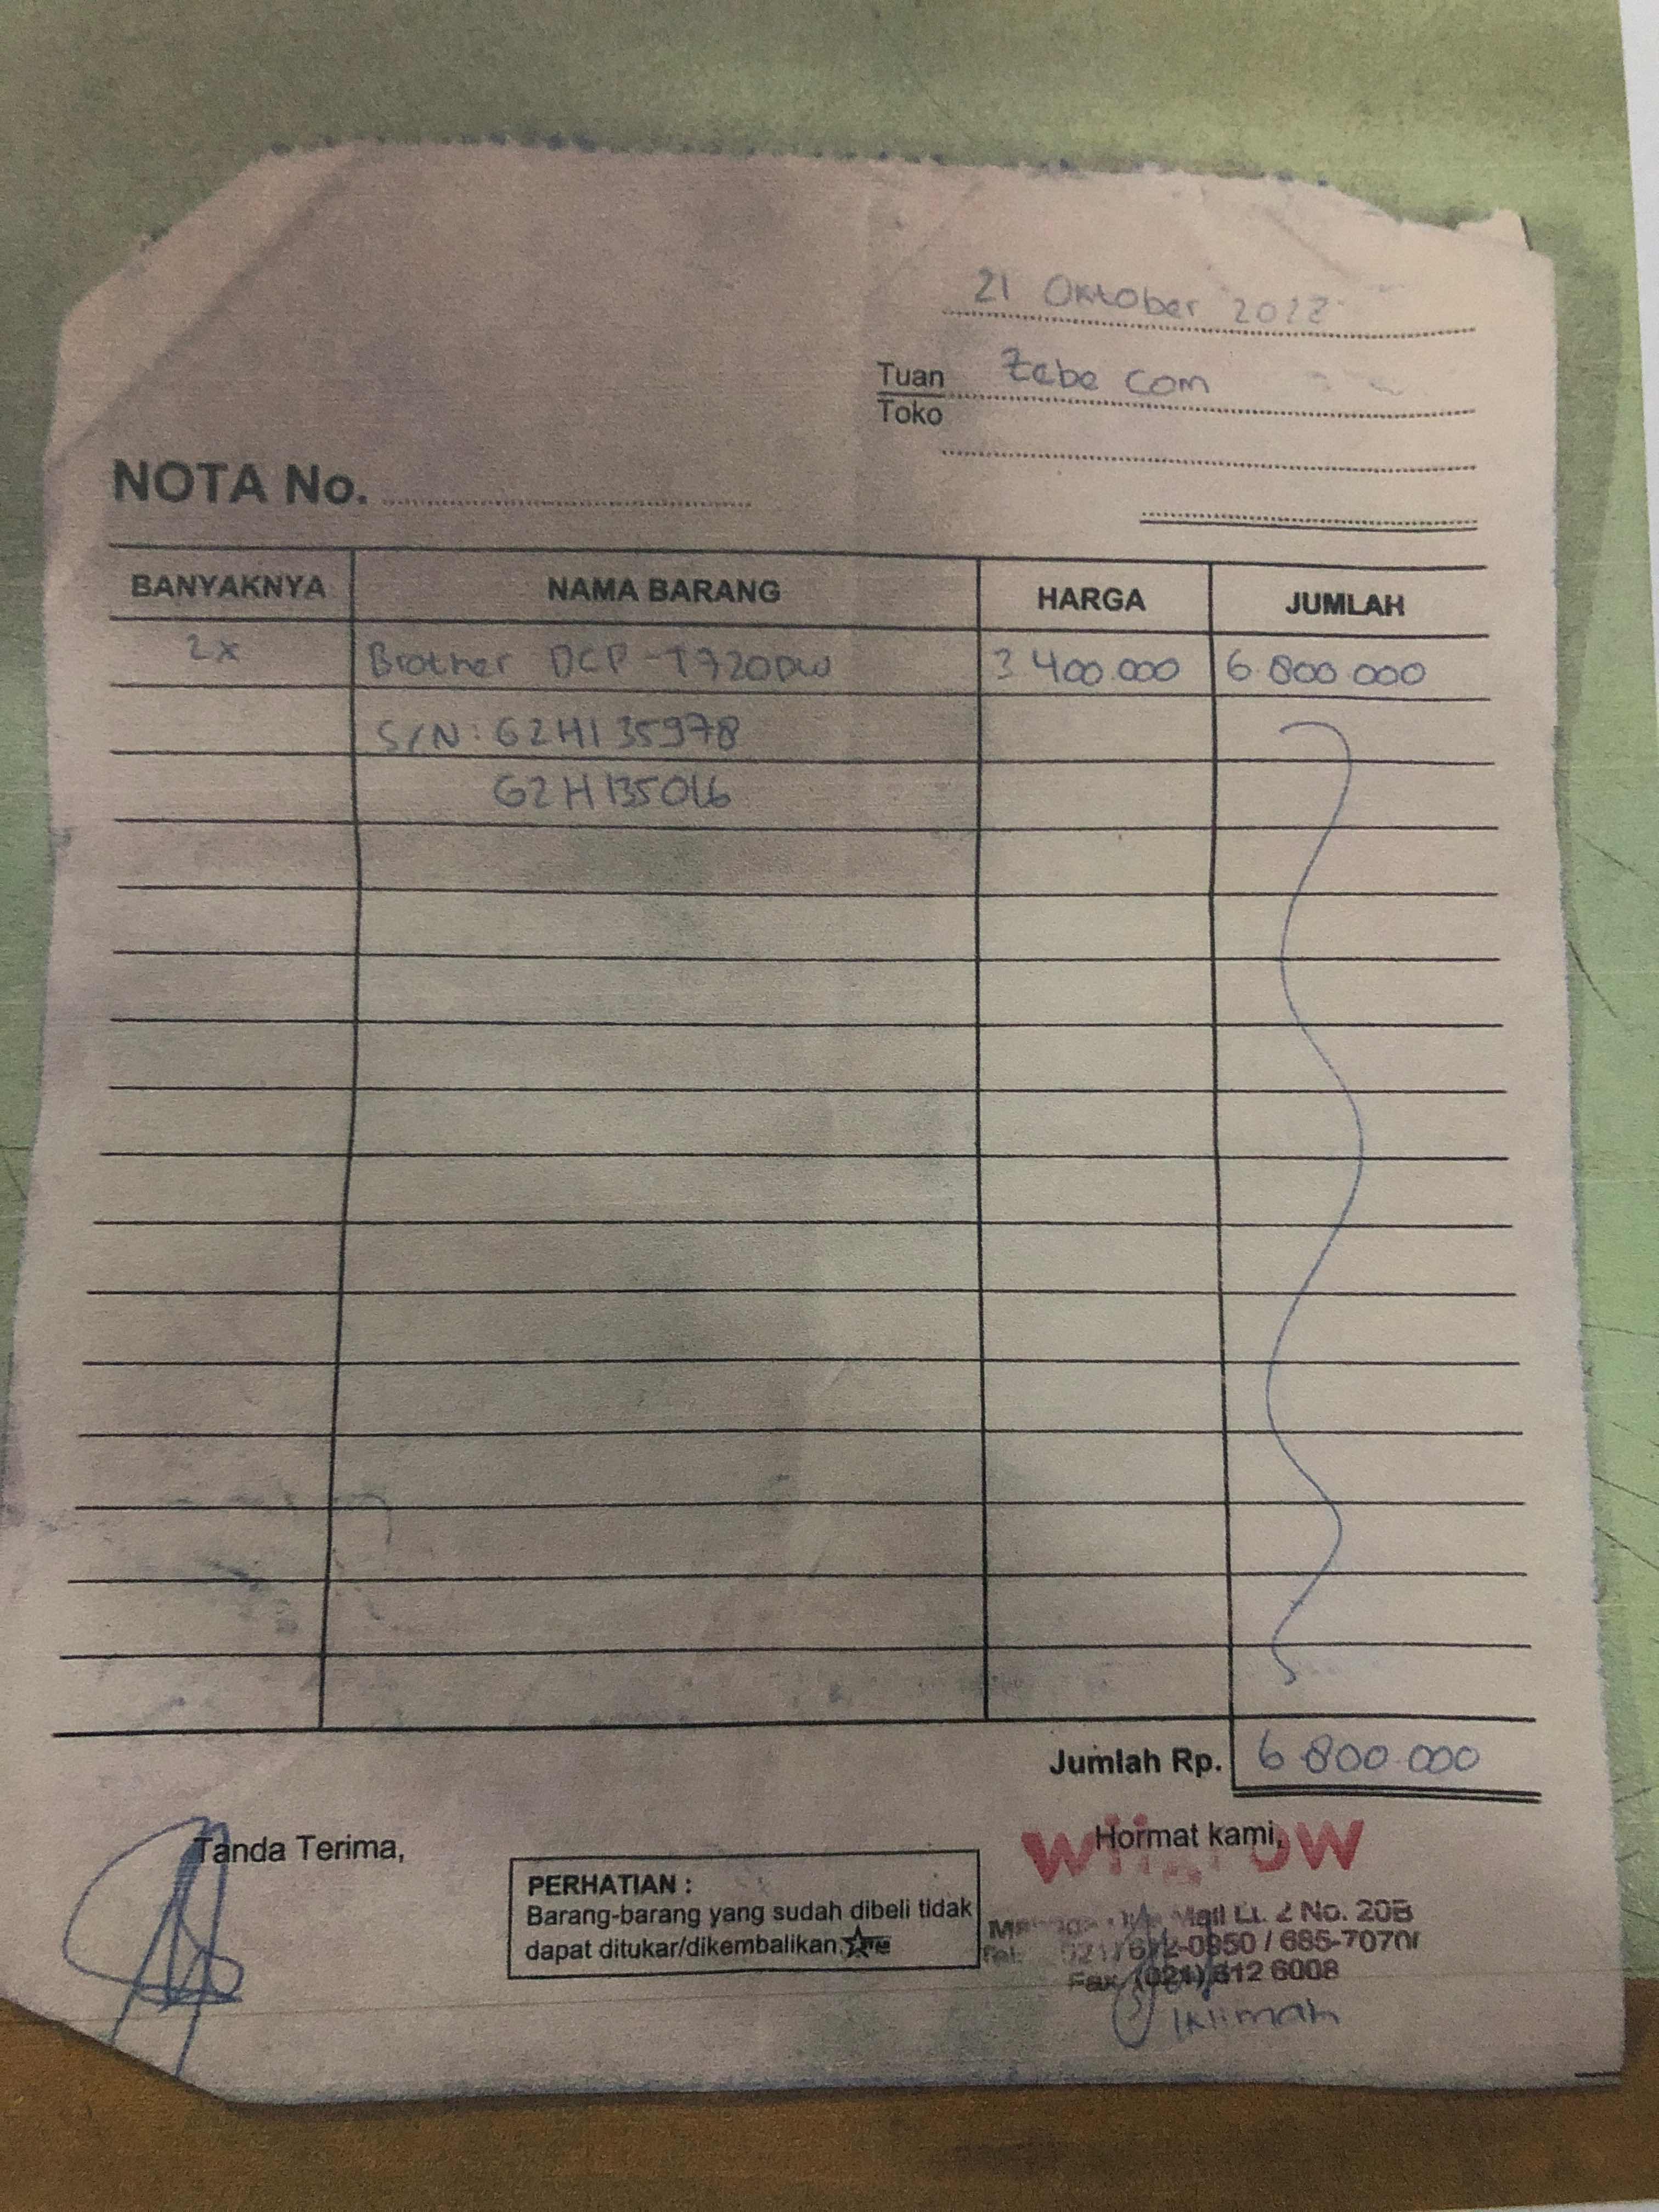 21 Oktober 2022
Tuan Zebe com
Toko
NOTA No.
BANYAKNYA NAMA BARANG HARGA JUMLAH
2x Brother DCP-T720DW 3.400.000 6.800.000
S/N: G2H135978
G2H135016
Jumlah Rp. 6.800.000
Tanda Terima,
Hormat kami,
PERHATIAN :
Barang-barang yang sudah dibeli tidak
dapat ditukar/dikembalikan.
Mall Lt. 2 No. 20B
Fax. (021) 612 6008
Iklimah